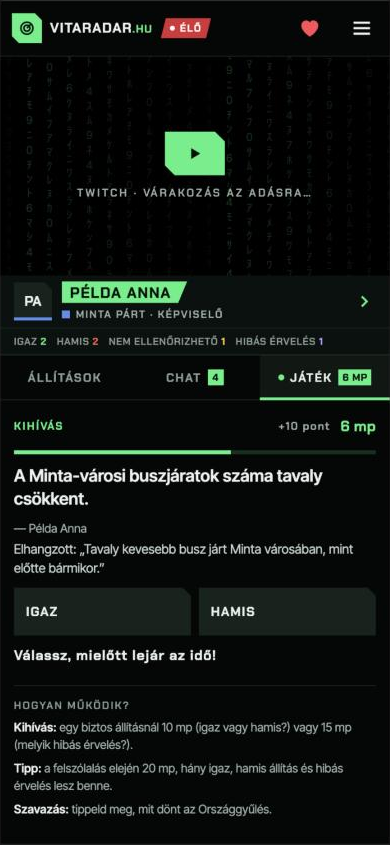 VITARADAR.HU
ÉLŐ
TWITCH · VÁRAKOZÁS AZ ADÁSRA…
PA
PÉLDA ANNA
MINTA PÁRT · KÉPVISELŐ
IGAZ 2 HAMIS 2 NEM ELLENŐRIZHETŐ 1 HIBÁS ÉRVELÉS 1
ÁLLÍTÁSOK CHAT 4 JÁTÉK 6 MP
KIHÍVÁS +10 pont 6 mp
A Minta-városi buszjáratok száma tavaly
csökkent.
— Példa Anna
Elhangzott: „Tavaly kevesebb busz járt Minta városában, mint
előtte bármikor.”
IGAZ HAMIS
Válassz, mielőtt lejár az idő!
HOGYAN MŰKÖDIK?
Kihívás: egy biztos állításnál 10 mp (igaz vagy hamis?) vagy 15 mp
(melyik hibás érvelés?).
Tipp: a felszólalás elején 20 mp, hány igaz, hamis állítás és hibás
érvelés lesz benne.
Szavazás: tippeld meg, mit dönt az Országgyűlés.